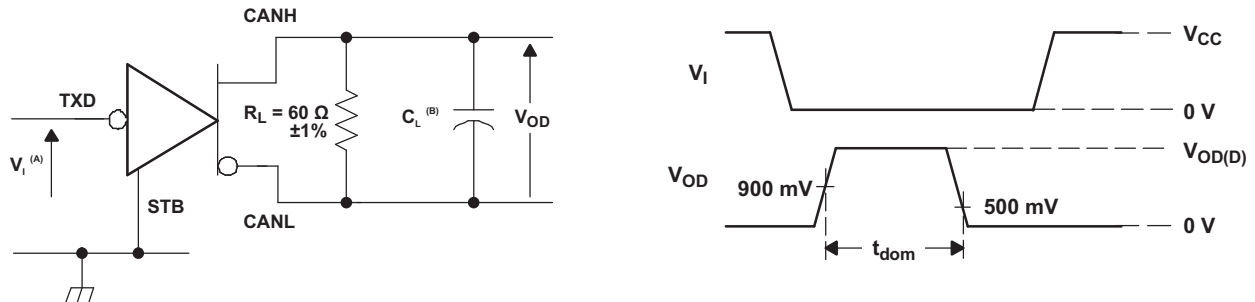 CANH
TXD
R_L = 60 Ω
±1%
C_L (B)
V_OD
V_I (A)
STB
CANL
V_I
V_CC
0 V
V_OD
900 mV
V_OD(D)
500 mV
0 V
t_dom